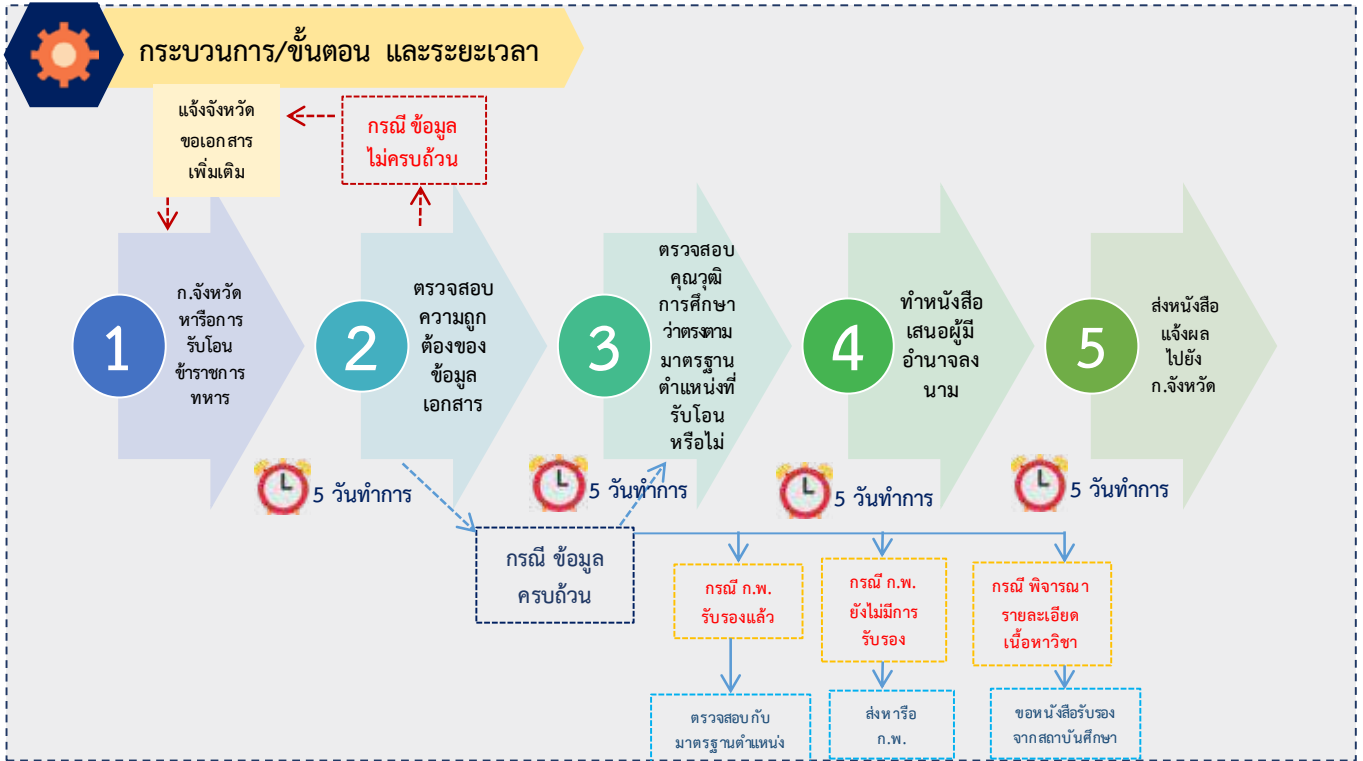 กระบวนการ/ขั้นตอน และระยะเวลา
แจ้งจังหวัด
ขอเอกสาร
เพิ่มเติม
กรณี ข้อมูล
ไม่ครบถ้วน
1
ก.จังหวัด
หารือการ
รับโอน
ข้าราชการ
ทหาร
2
ตรวจสอบ
ความถูก
ต้องของ
ข้อมูล
เอกสาร
3
ตรวจสอบ
คุณวุฒิ
การศึกษา
ว่าตรงตาม
มาตรฐาน
ตำแหน่งที่
รับโอน
หรือไม่
4
ทำหนังสือ
เสนอผู้มี
อำนาจลง
นาม
5
ส่งหนังสือ
แจ้งผล
ไปยัง
ก.จังหวัด
5 วันทำการ
5 วันทำการ
5 วันทำการ
5 วันทำการ
กรณี ข้อมูล
ครบถ้วน
กรณี ก.พ.
รับรองแล้ว
กรณี ก.พ.
ยังไม่มีการ
รับรอง
กรณี พิจารณา
รายละเอียด
เนื้อหาวิชา
ตรวจสอบกับ
มาตรฐานตำแหน่ง
ส่งหารือ
ก.พ.
ขอหนังสือรับรอง
จากสถาบันศึกษา